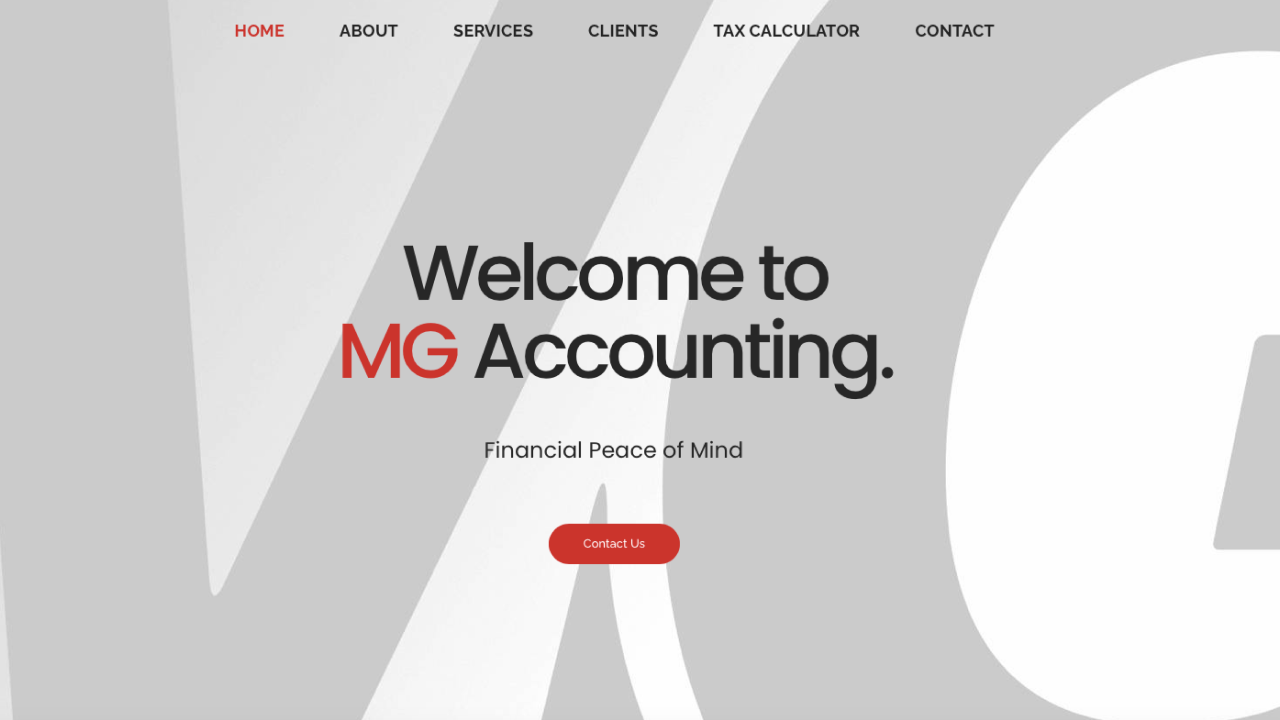 HOME ABOUT SERVICES CLIENTS TAX CALCULATOR CONTACT
Welcome to
MG Accounting.
Financial Peace of Mind
Contact Us